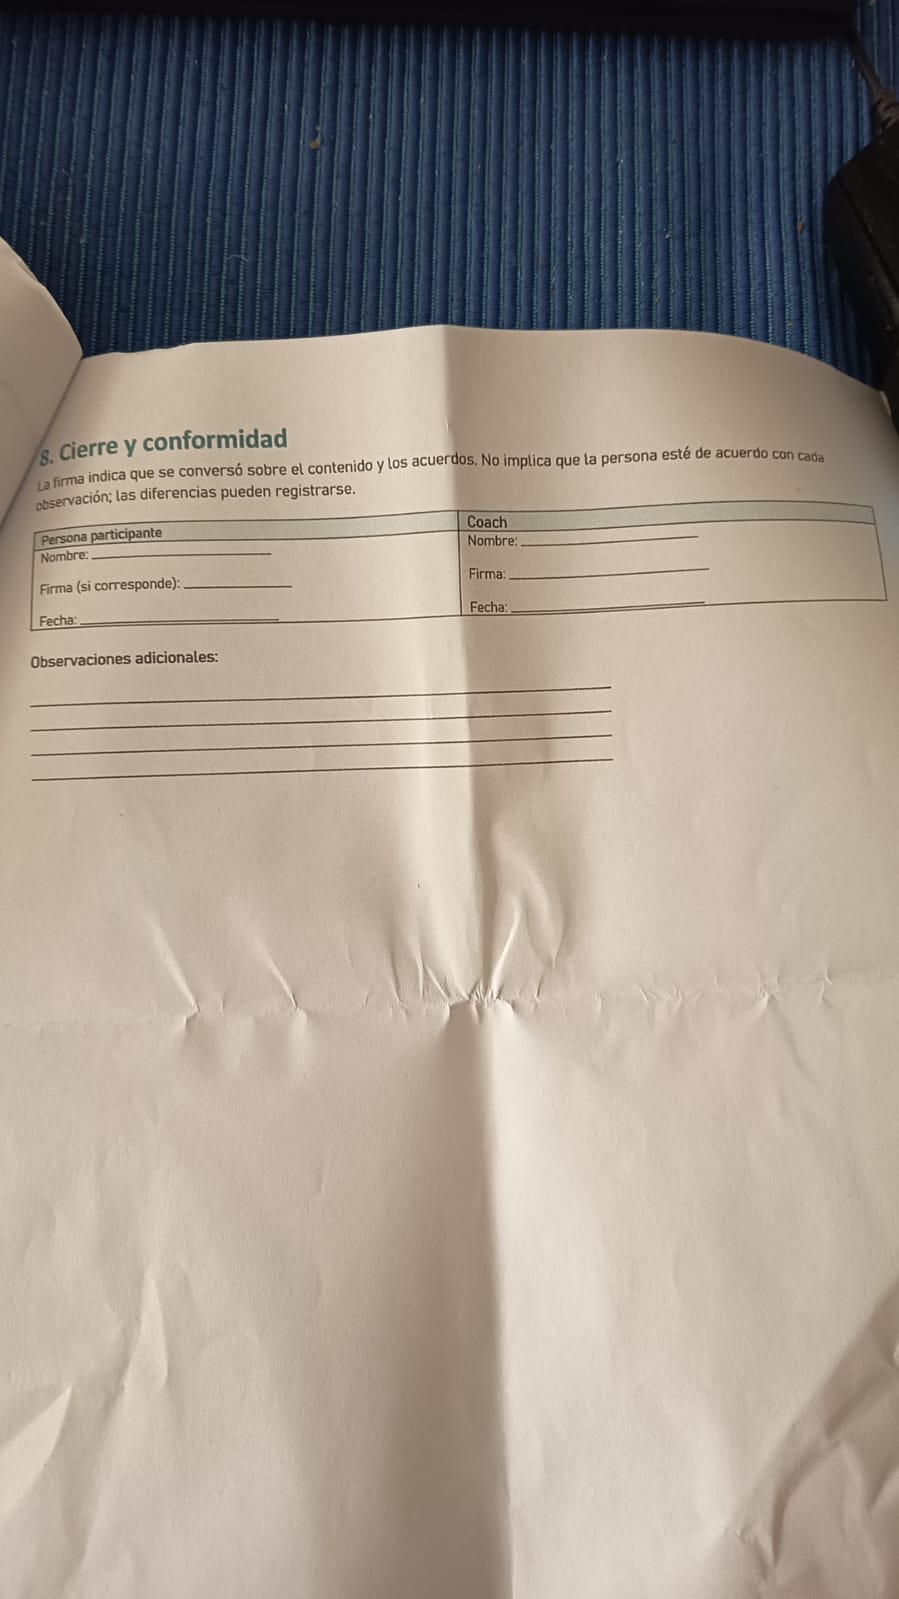 8. Cierre y conformidad
La firma indica que se conversó sobre el contenido y los acuerdos. No implica que la persona esté de acuerdo con cada
observación; las diferencias pueden registrarse.
Persona participante
Nombre:
Firma (si corresponde):
Fecha:
Coach
Nombre:
Firma:
Fecha:
Observaciones adicionales: